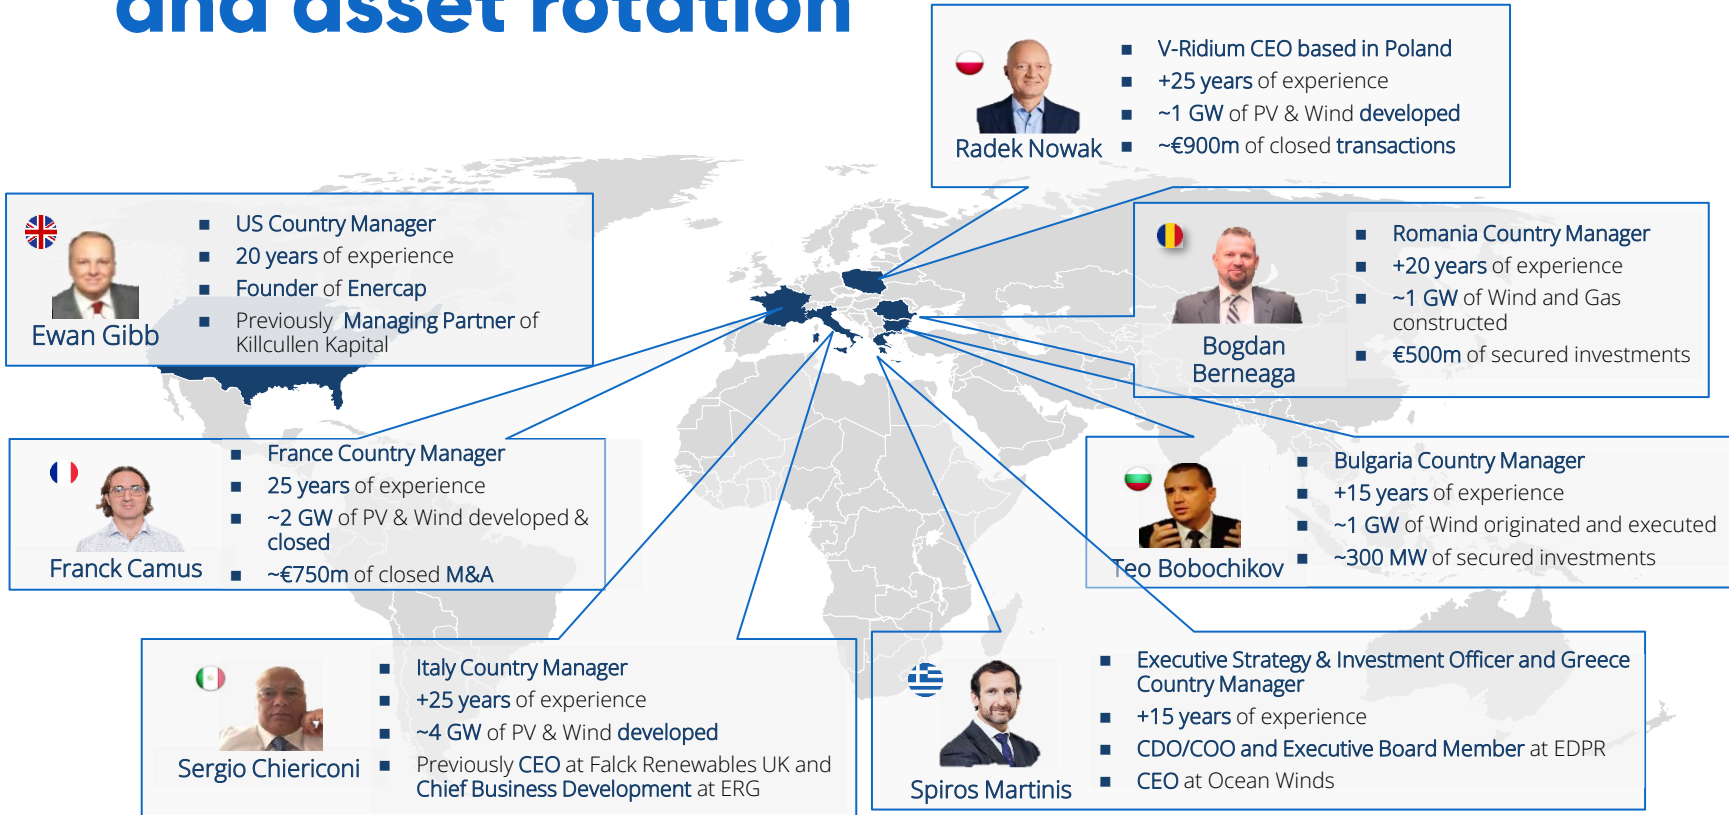 and asset rotation
V-Ridium CEO based in Poland
+25 years of experience
~1 GW of PV & Wind developed
~€900m of closed transactions
Radek Nowak
US Country Manager
20 years of experience
Founder of Enercap
Previously Managing Partner of
Killcullen Kapital
Ewan Gibb
Romania Country Manager
+20 years of experience
~1 GW of Wind and Gas
constructed
€500m of secured investments
Bogdan
Berneaga
France Country Manager
25 years of experience
~2 GW of PV & Wind developed &
closed
~€750m of closed M&A
Franck Camus
Bulgaria Country Manager
+15 years of experience
~1 GW of Wind originated and executed
~300 MW of secured investments
Teo Bobochikov
Italy Country Manager
+25 years of experience
~4 GW of PV & Wind developed
Previously CEO at Falck Renewables UK and
Chief Business Development at ERG
Sergio Chiericoni
Executive Strategy & Investment Officer and Greece
Country Manager
+15 years of experience
CDO/COO and Executive Board Member at EDPR
CEO at Ocean Winds
Spiros Martinis